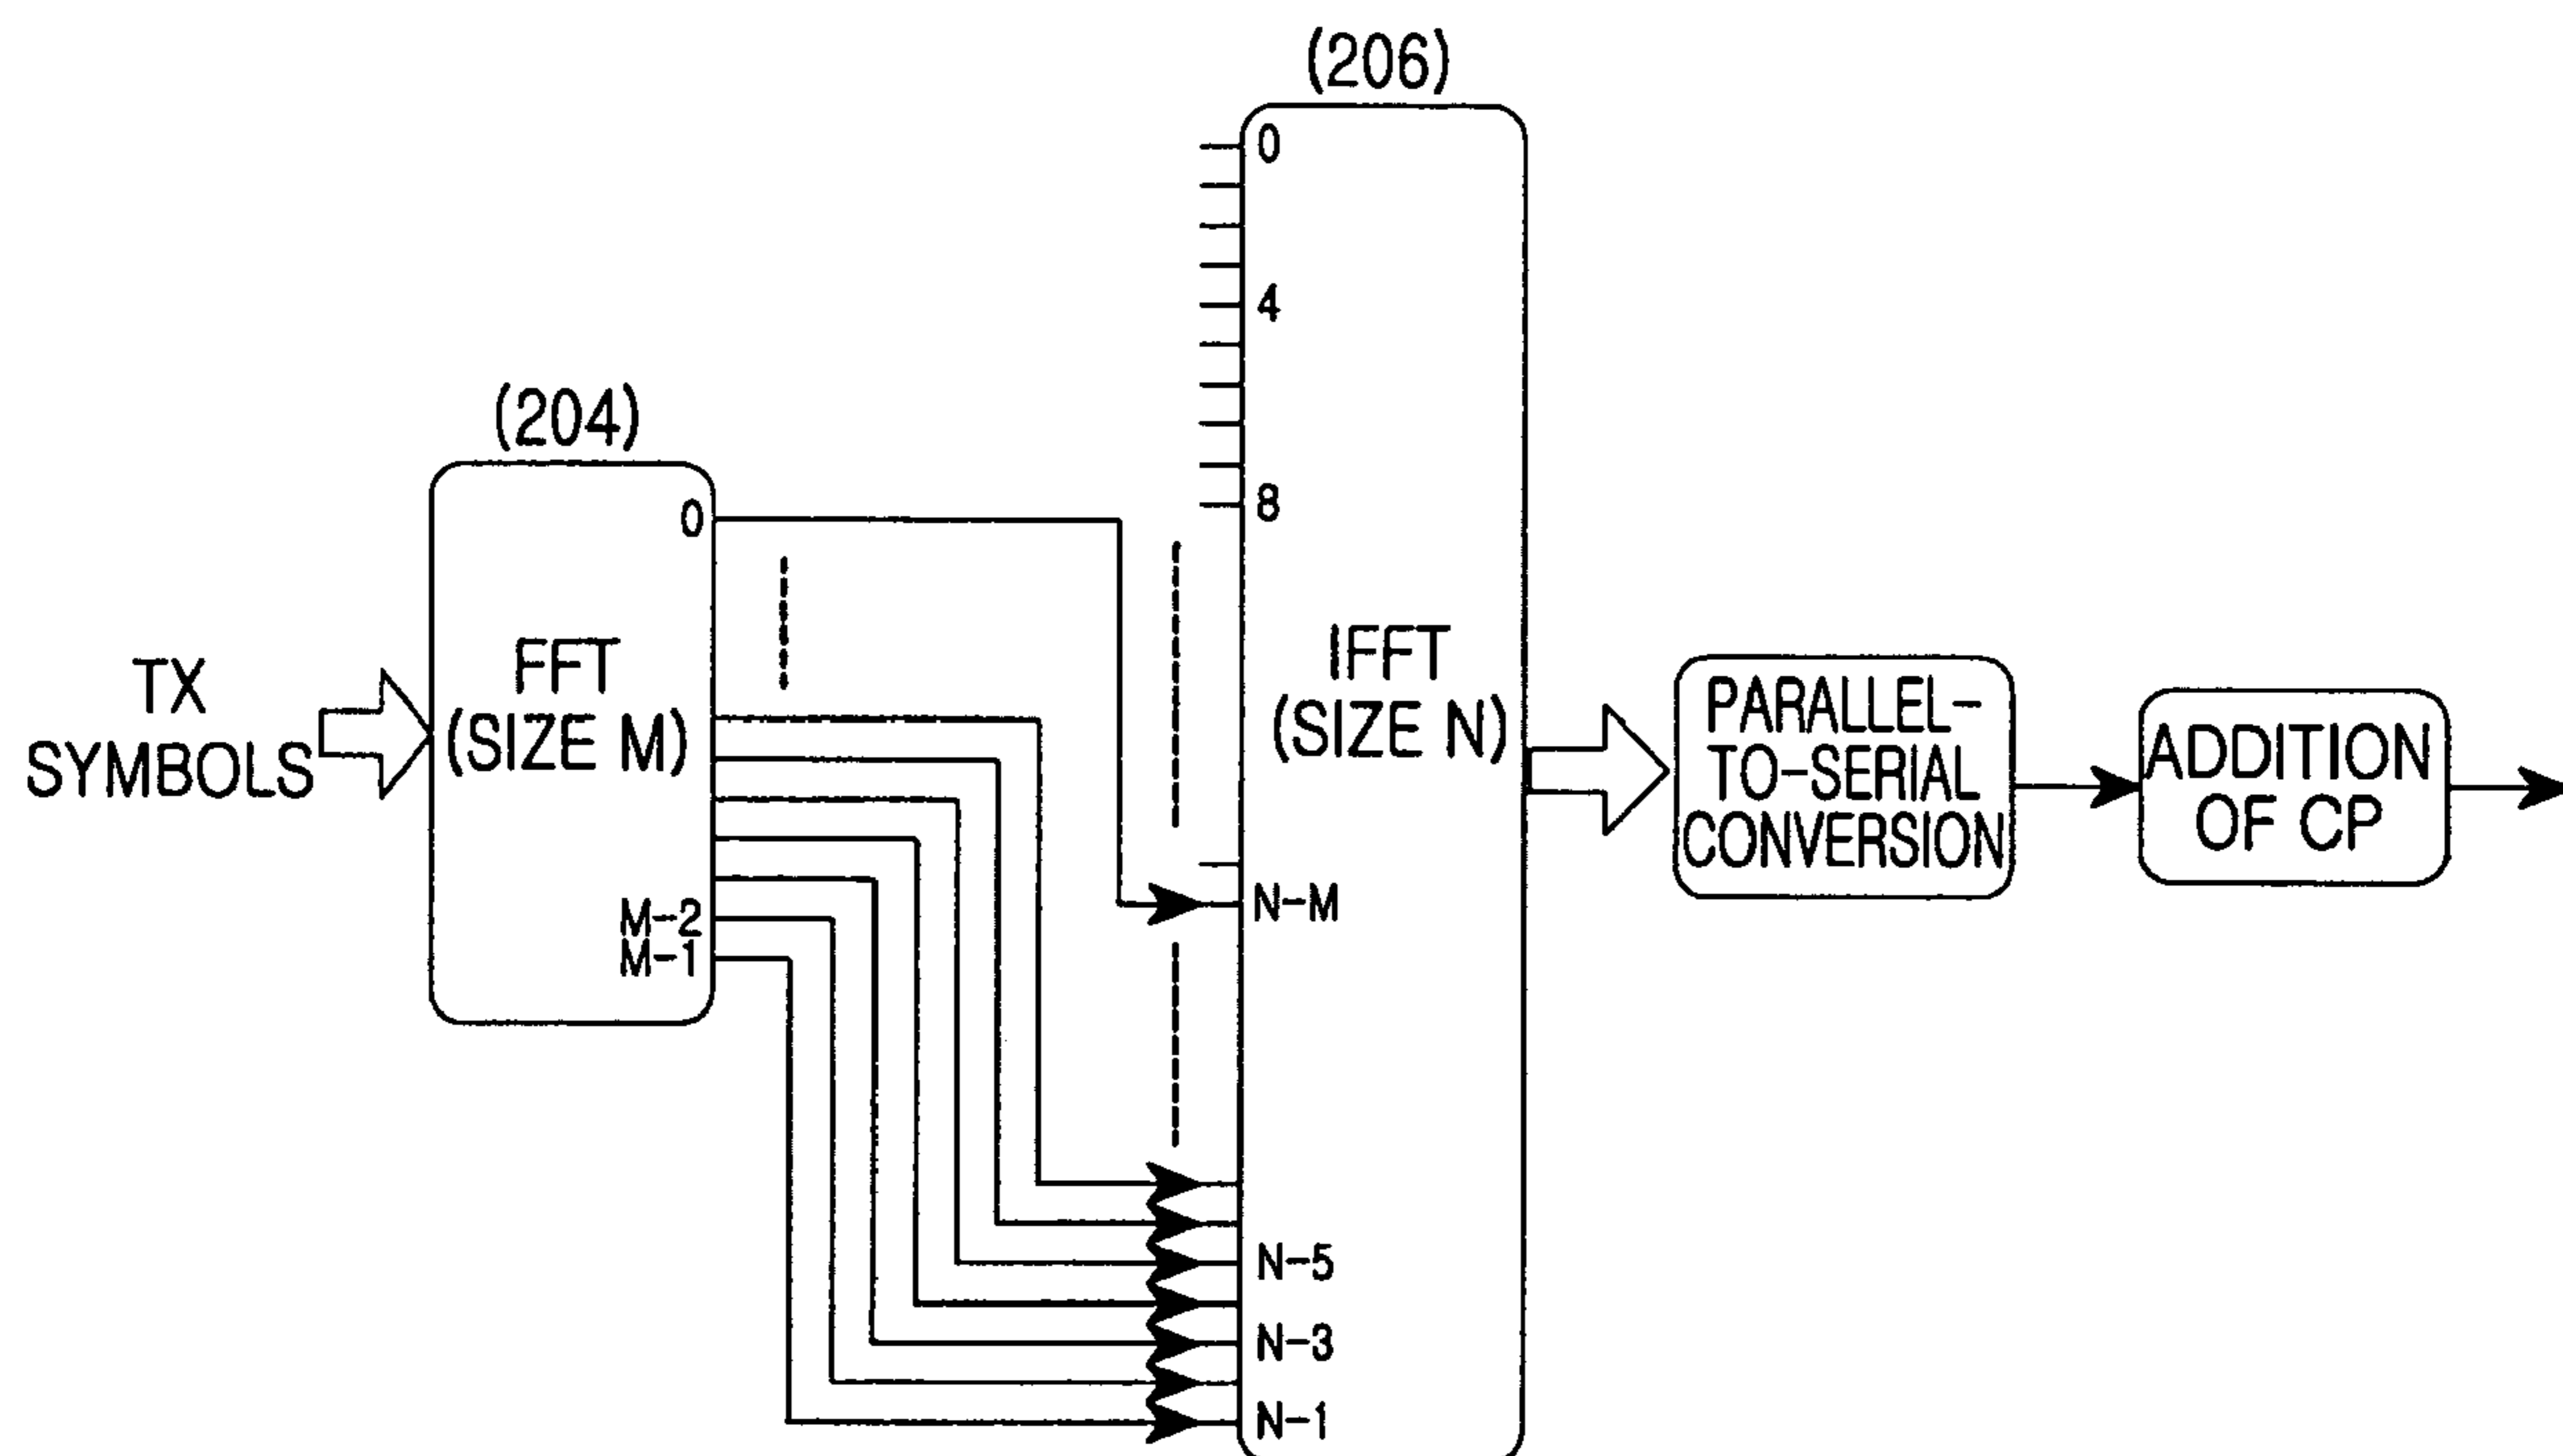 (206)
0
4
8
(204)
0
FFT
(SIZE M)
TX
SYMBOLS
M-2
M-1
IFFT
(SIZE N)
N-M
N-5
N-3
N-1
PARALLEL-
TO-SERIAL
CONVERSION
ADDITION
OF CP